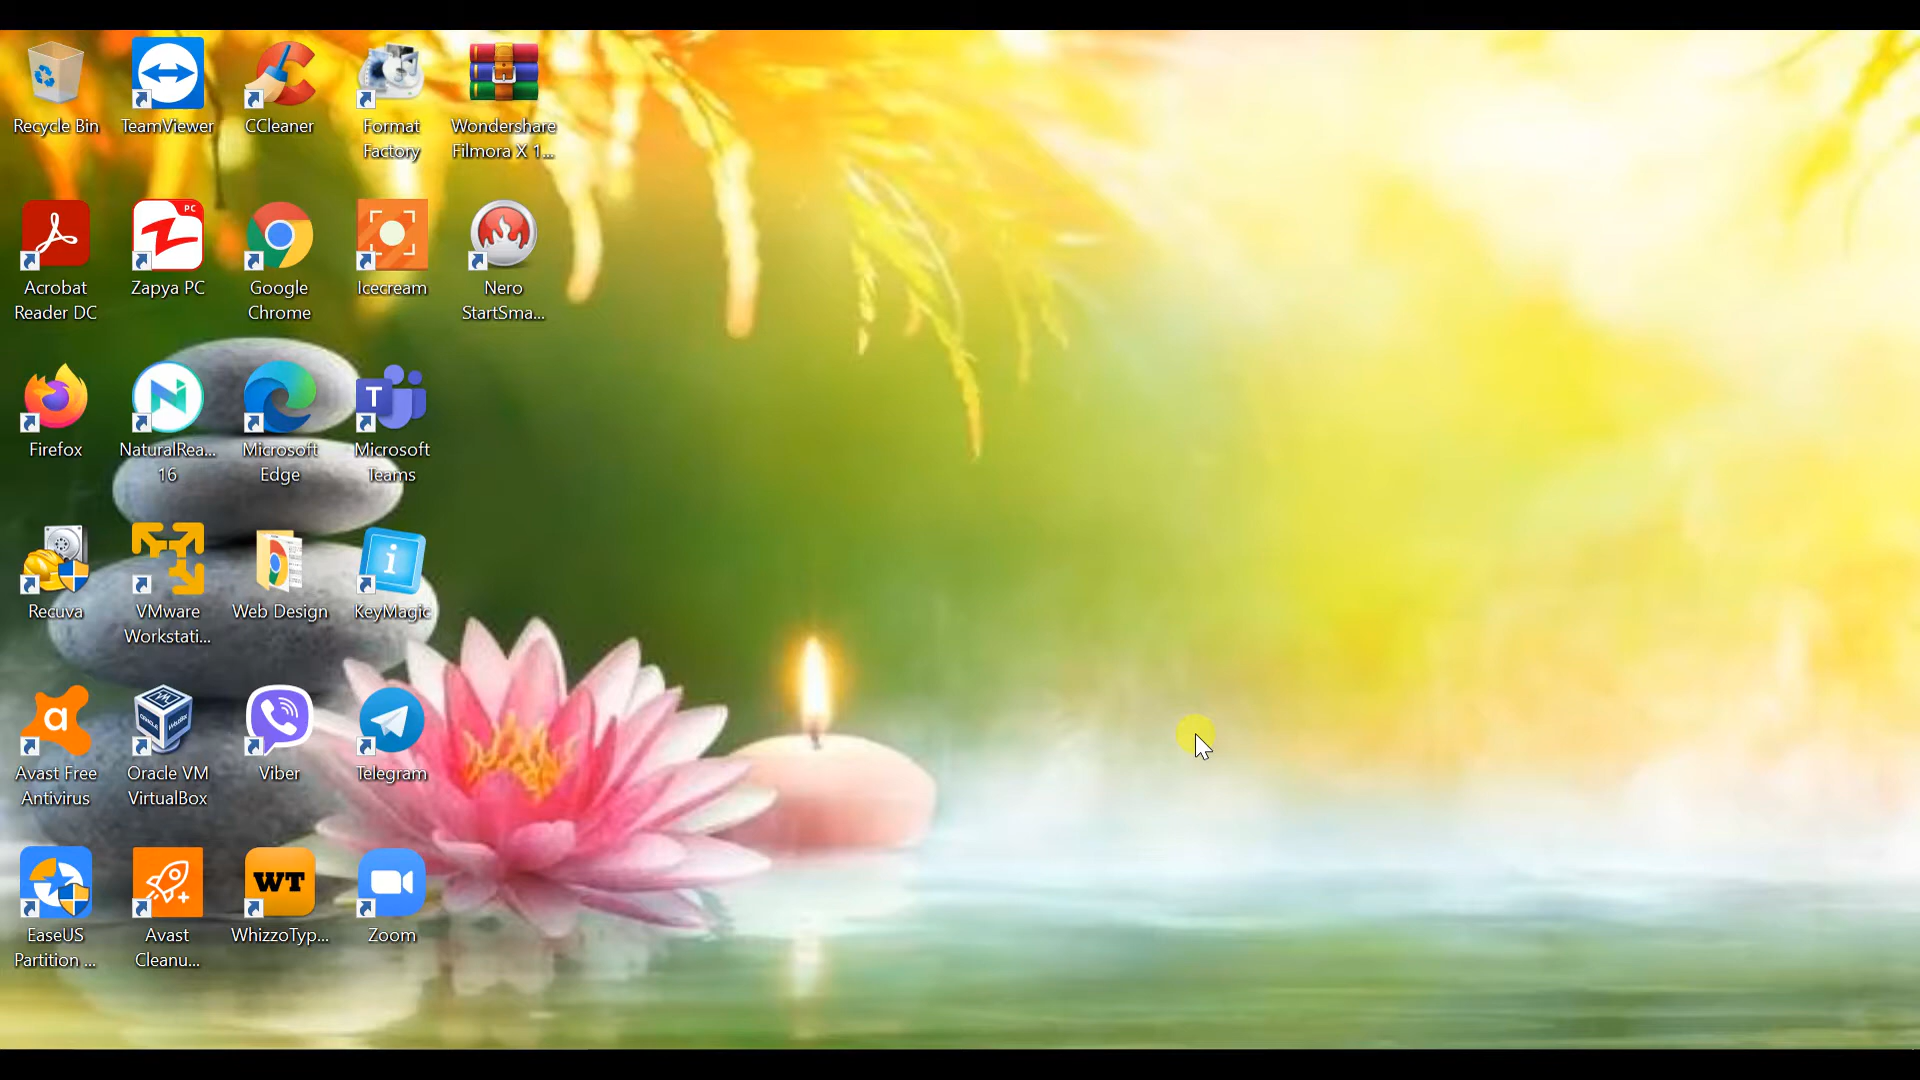 Recycle Bin
TeamViewer
CCleaner
Format
Factory
Wondershare
Filmora X 1...
PC
Acrobat
Reader DC
Zapya PC
Google
Chrome
Icecream
Nero
StartSma...
Firefox
NaturalRea...
16
Microsoft
Edge
T
Microsoft
Teams
Recuva
VMware
Workstati...
Web Design
i
KeyMagic
a
Avast Free
Antivirus
Oracle VM
VirtualBox
Viber
Telegram
EaseUS
Partition ...
Avast
Cleanu...
WT
WhizzoTyp...
Zoom